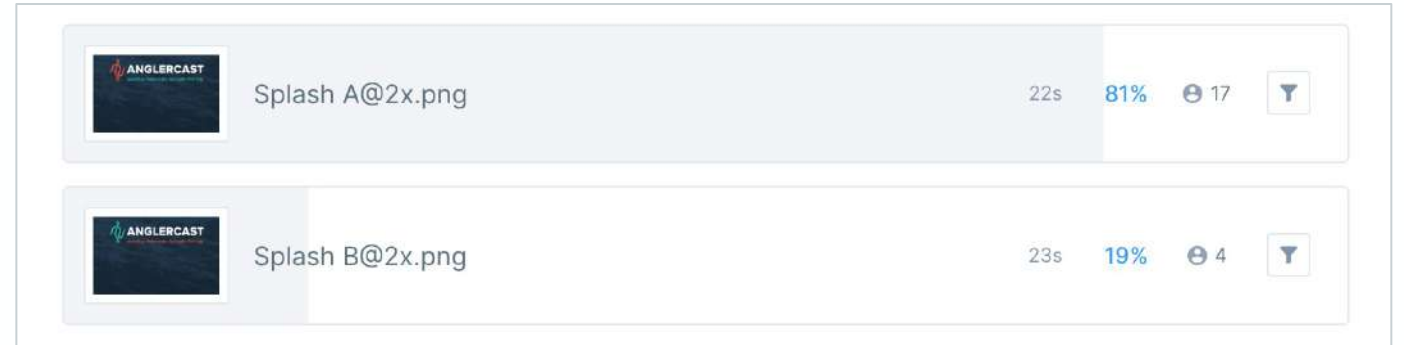 ANGLERCAST
Splash A@2x.png
22s
81%
17
ANGLERCAST
Splash B@2x.png
23s
19%
4